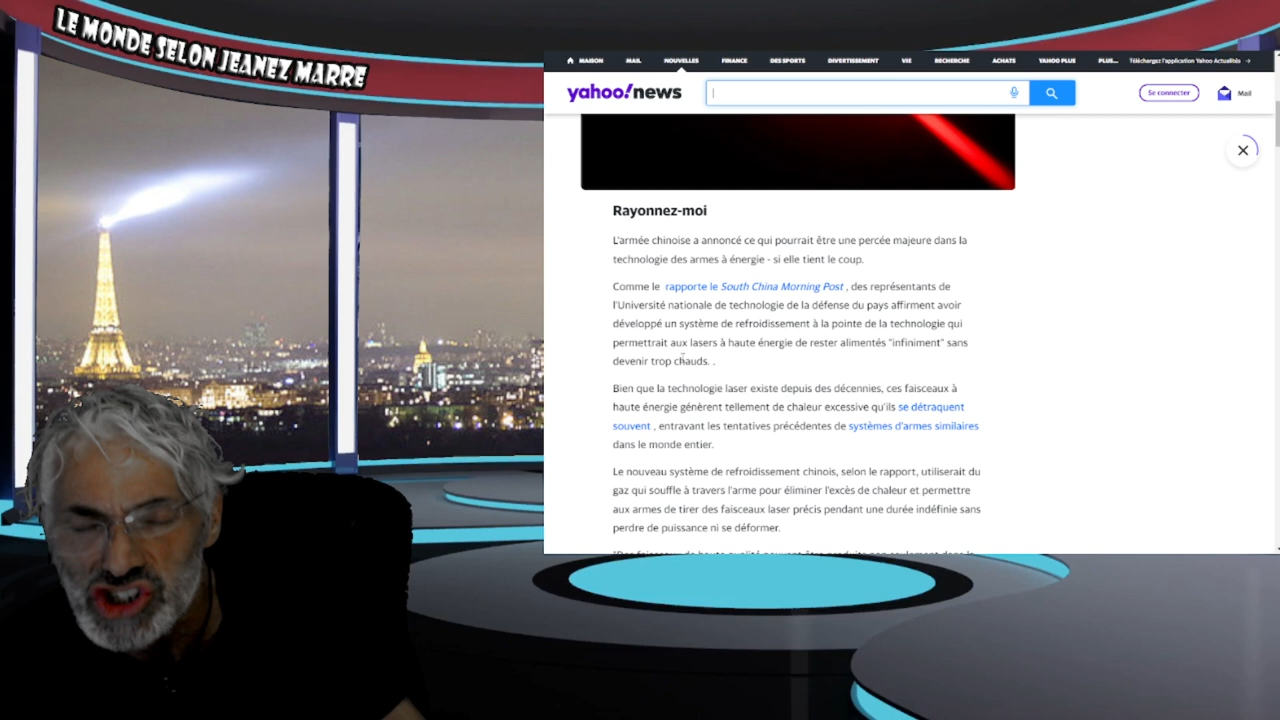 LE MONDE SELON JEANEZ MARRE
MAISON MAIL NOUVELLES FINANCE DES SPORTS DIVERTISSEMENT VIE RECHERCHE ACHATS YAHOO PLUS PLUS... Téléchargez l'application Yahoo Actualités →
yahoo!news
Se connecter
Mail
Rayonnez-moi
L'armée chinoise a annoncé ce qui pourrait être une percée majeure dans la
technologie des armes à énergie - si elle tient le coup.
Comme le rapporte le South China Morning Post , des représentants de
l'Université nationale de technologie de la défense du pays affirment avoir
développé un système de refroidissement à la pointe de la technologie qui
permettrait aux lasers à haute énergie de rester alimentés "infiniment" sans
devenir trop chauds. .
Bien que la technologie laser existe depuis des décennies, ces faisceaux à
haute énergie génèrent tellement de chaleur excessive qu'ils se détraquent
souvent , entravant les tentatives précédentes de systèmes d'armes similaires
dans le monde entier.
Le nouveau système de refroidissement chinois, selon le rapport, utiliserait du
gaz qui souffle à travers l'arme pour éliminer l'excès de chaleur et permettre
aux armes de tirer des faisceaux laser précis pendant une durée indéfinie sans
perdre de puissance ni se déformer.